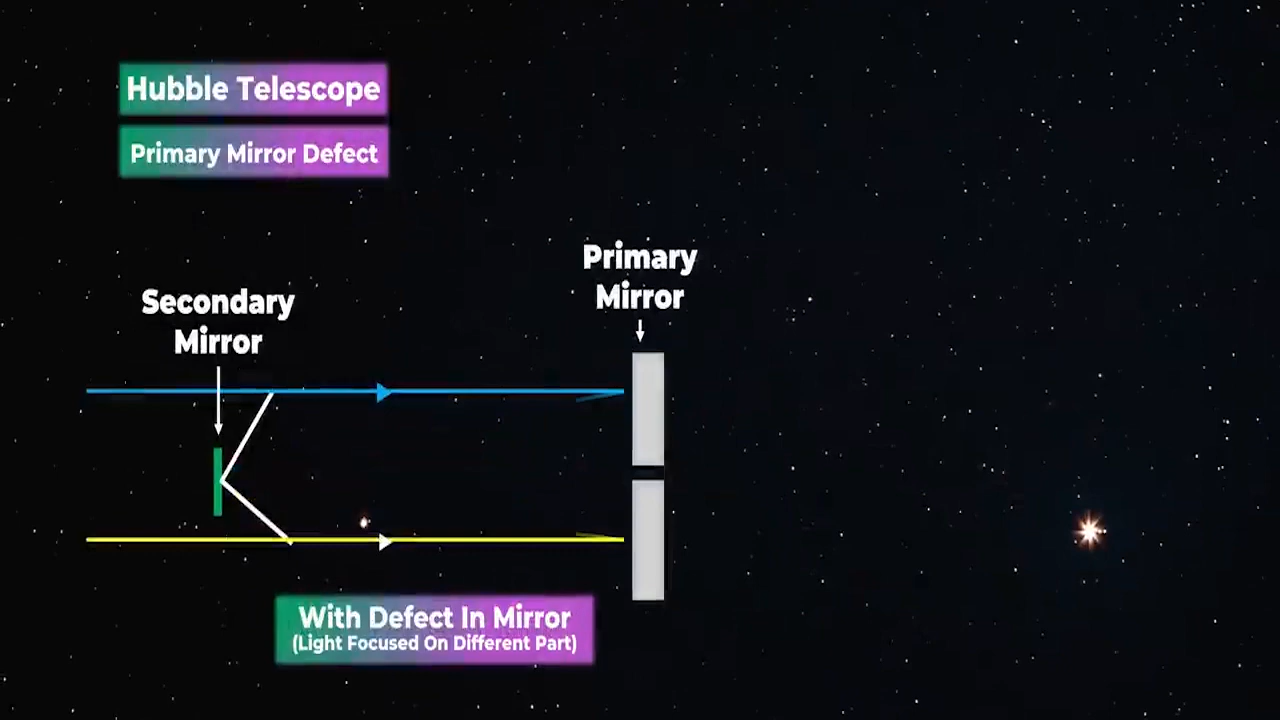 Hubble Telescope
Primary Mirror Defect
Primary
Mirror
Secondary
Mirror
With Defect In Mirror
(Light Focused On Different Part)